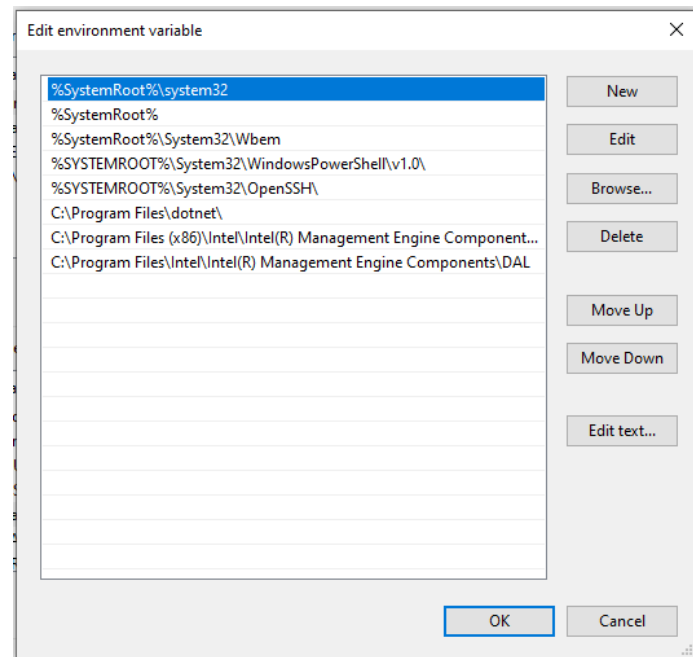 Edit environment variable
%SystemRoot%\system32
%SystemRoot%
%SystemRoot%\System32\Wbem
%SYSTEMROOT%\System32\WindowsPowerShell\v1.0\
%SYSTEMROOT%\System32\OpenSSH\
C:\Program Files\dotnet\
C:\Program Files (x86)\Intel\Intel(R) Management Engine Component...
C:\Program Files\Intel\Intel(R) Management Engine Components\DAL
New
Edit
Browse...
Delete
Move Up
Move Down
Edit text...
OK
Cancel